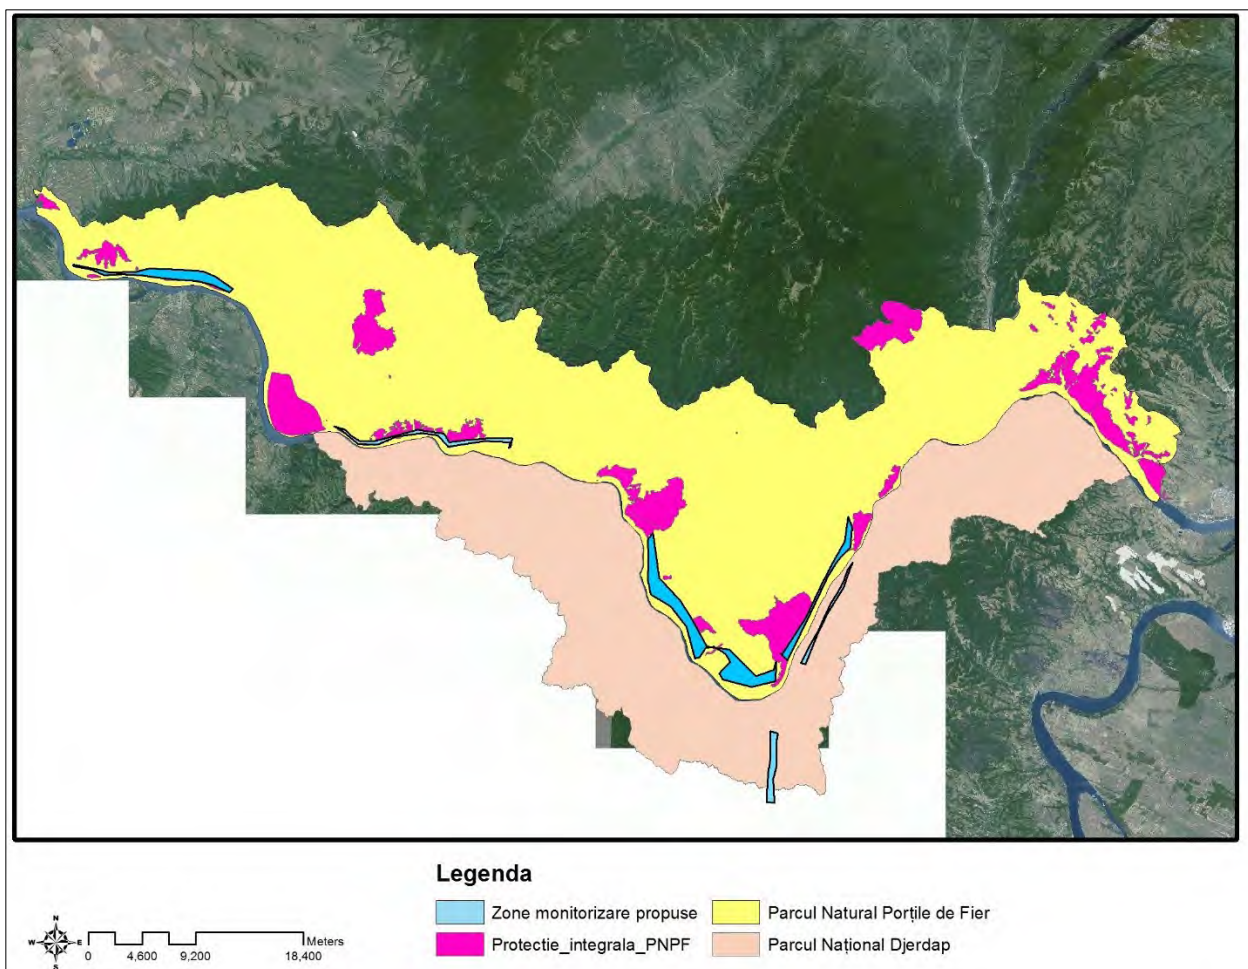 Legenda
Zone monitorizare propuse
Parcul Natural Porțile de Fier
Protectie_integrala_PNPF
Parcul Național Djerdap
N
W
E
S
Meters
0 4,600 9,200 18,400